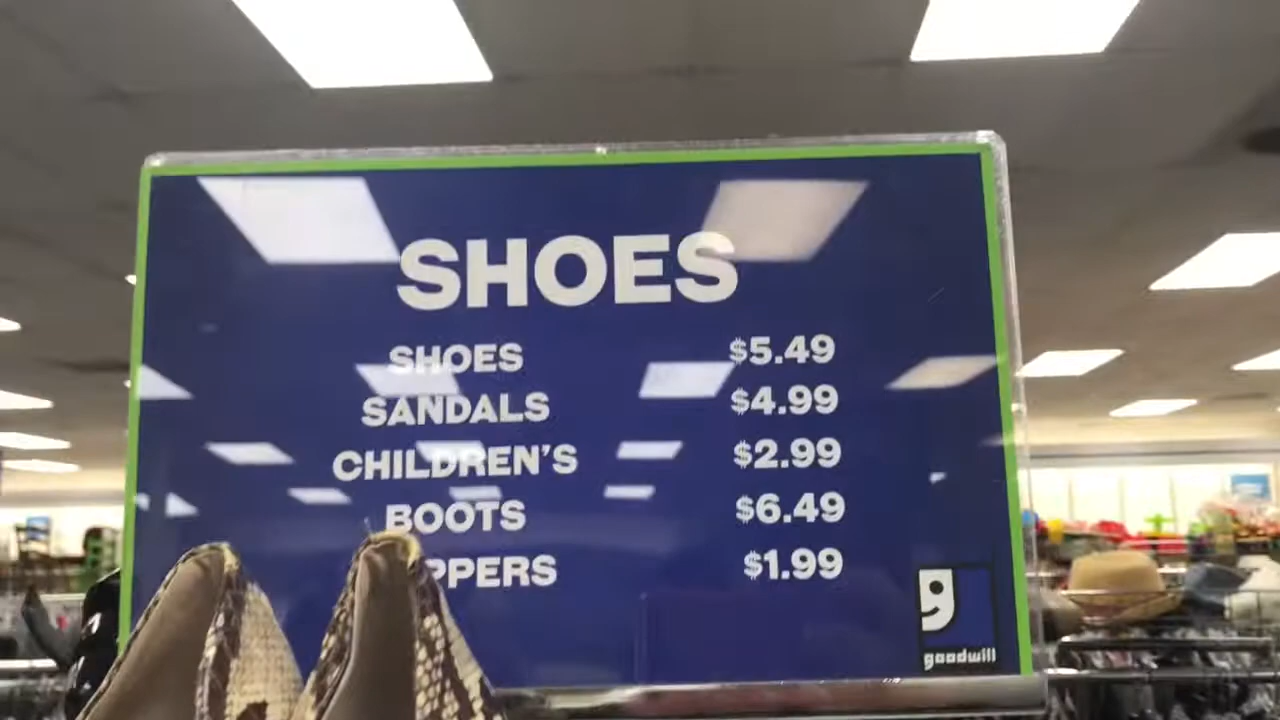 SHOES
SHOES $5.49
SANDALS $4.99
CHILDREN'S $2.99
BOOTS $6.49
$1.99
g
goodwill